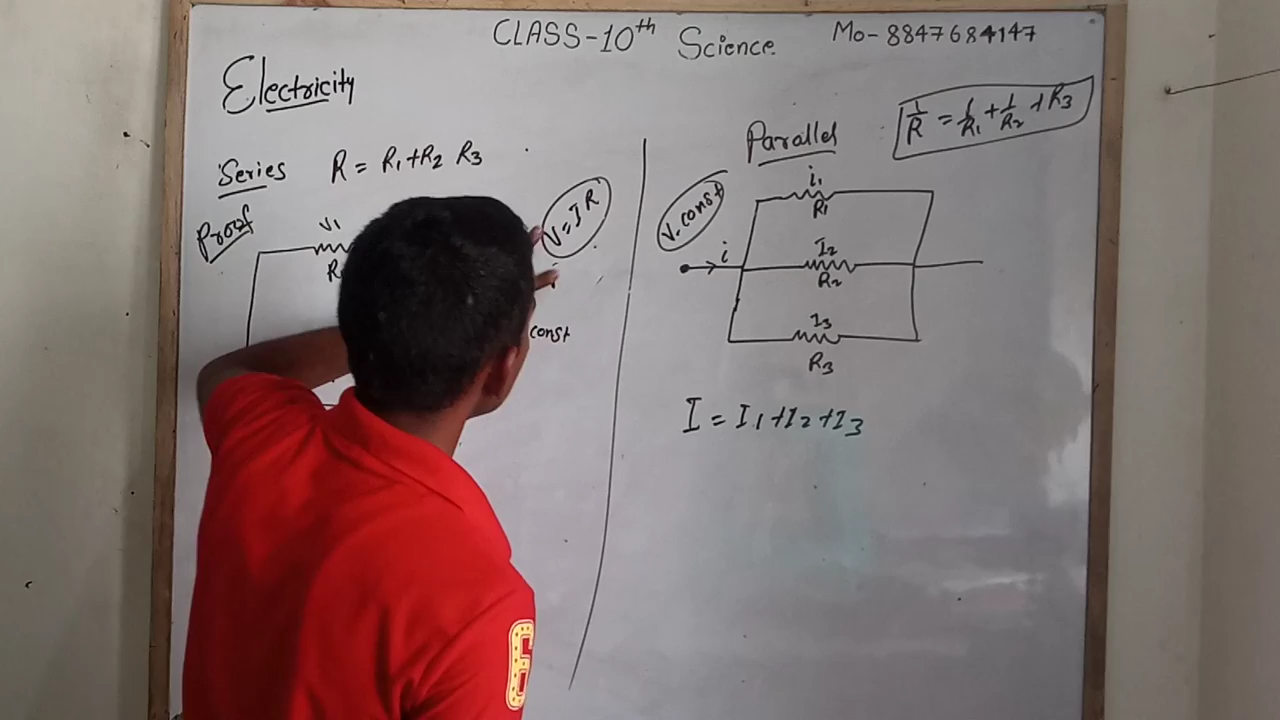 CLASS-10th Science Mo-8847684147
Electricity
Series R = R1+R2 R3
Proof
V1
R
V=IR
const
Parallel
1/R = 1/R1 + 1/R2 + R3
V. const
i1
R1
i
I2
R2
I3
R3
I = I1+I2+I3
6